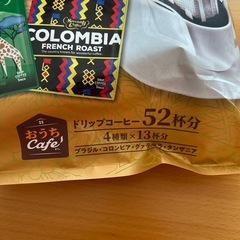 COLOMBIA
FRENCH ROAST
おうち
Cafe
ドリップコーヒー 52杯分
4種類×13杯分
ブラジル・コロンビア・グァテマラ・タンザニア